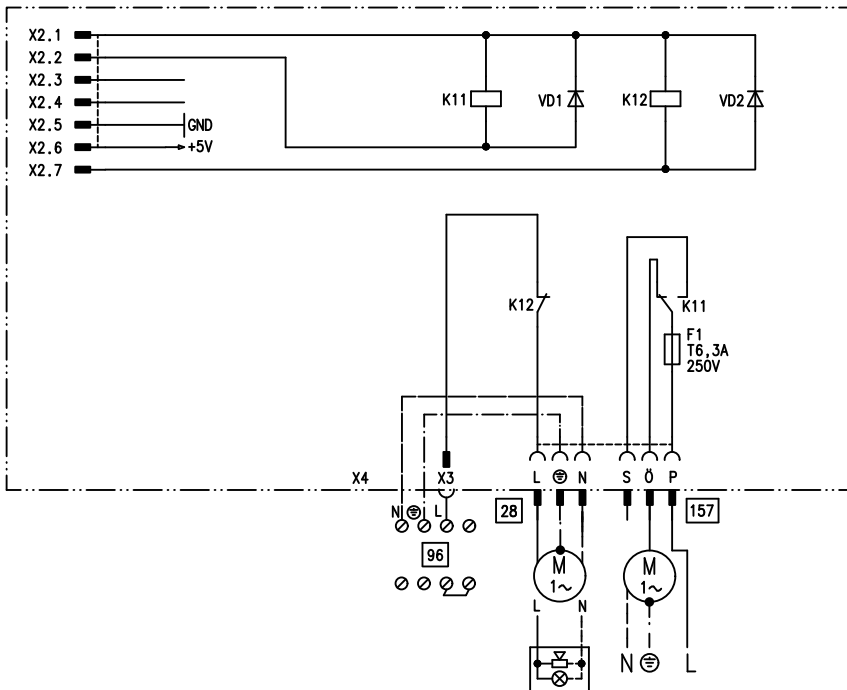 X2.1
X2.2
X2.3
X2.4
X2.5
GND
X2.6
+5V
X2.7
K11
VD1
K12
VD2
K12
K11
F1
T6,3A
250V
X4
X3
L
N
S
Ö
P
N
L
28
157
96
M
1~
M
1~
L
N
N
L